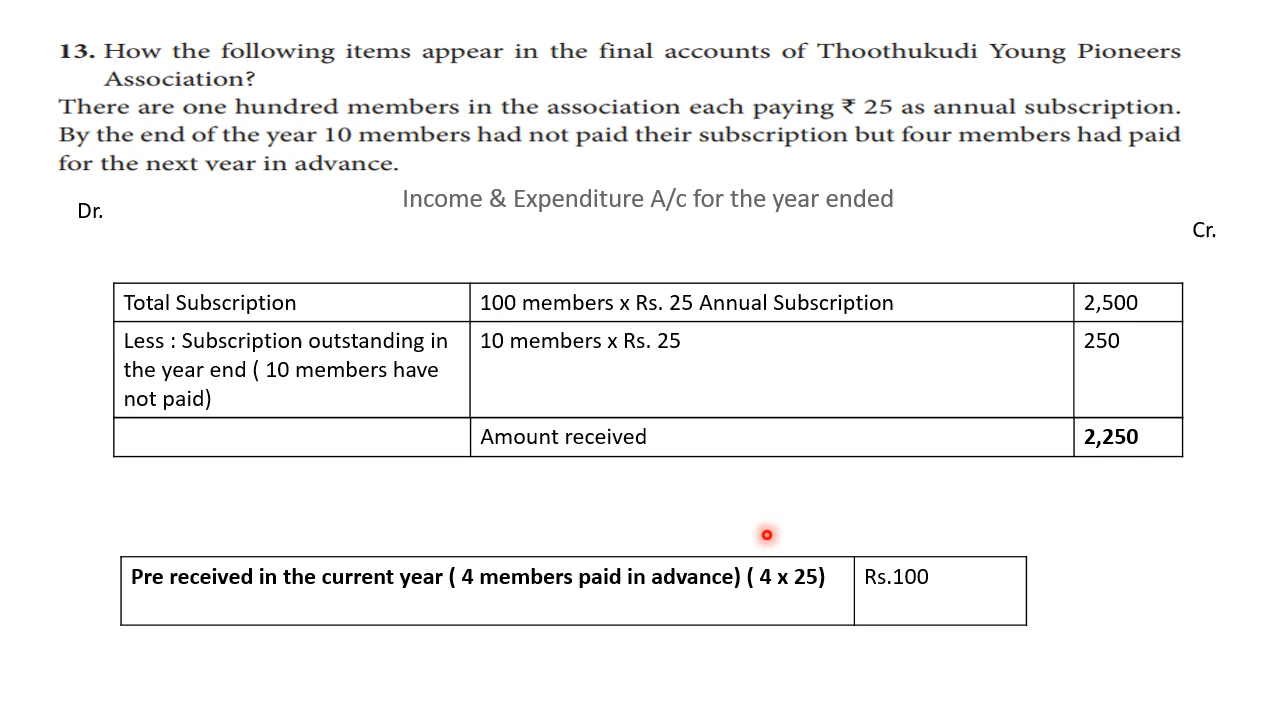 13. How the following items appear in the final accounts of Thoothukudi Young Pioneers
Association?
There are one hundred members in the association each paying ₹ 25 as annual subscription.
By the end of the year 10 members had not paid their subscription but four members had paid
for the next year in advance.
Income & Expenditure A/c for the year ended
Dr.
Cr.
Total Subscription 100 members x Rs. 25 Annual Subscription 2,500
Less : Subscription outstanding in 10 members x Rs. 25 250
the year end ( 10 members have
not paid)
Amount received 2,250
Pre received in the current year ( 4 members paid in advance) ( 4 x 25) Rs.100